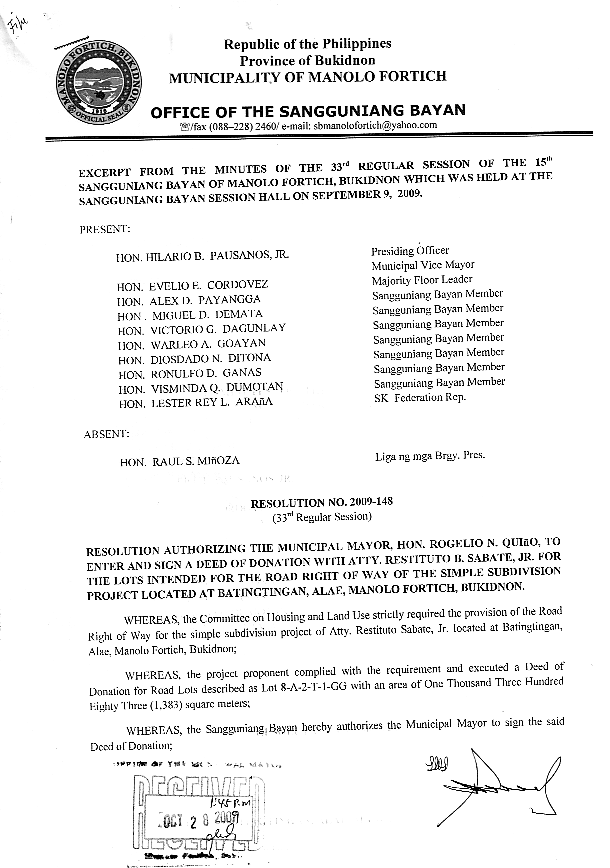 File
MANOLO FORTICH, BUKIDNON
1919
OFFICIAL SEAL
Republic of the Philippines
Province of Bukidnon
MUNICIPALITY OF MANOLO FORTICH
OFFICE OF THE SANGGUNIANG BAYAN
☏/fax (088–228) 2460/ e-mail: sbmanolofortich@yahoo.com
EXCERPT FROM THE MINUTES OF THE 33rd REGULAR SESSION OF THE 15th
SANGGUNIANG BAYAN OF MANOLO FORTICH, BUKIDNON WHICH WAS HELD AT THE
SANGGUNIANG BAYAN SESSION HALL ON SEPTEMBER 9, 2009.
PRESENT:
HON. HILARIO B. PAUSANOS, JR. Presiding Officer
Municipal Vice Mayor
HON. EVELIO E. CORDOVEZ Majority Floor Leader
HON. ALEX D. PAYANGGA Sangguniang Bayan Member
HON . MIGUEL D. DEMATA Sangguniang Bayan Member
HON. VICTORIO G. DAGUNLAY Sangguniang Bayan Member
HON. WARLEO A. GOAYAN Sangguniang Bayan Member
HON. DIOSDADO N. DITONA Sangguniang Bayan Member
HON. RONULFO D. GANAS Sangguniang Bayan Member
HON. VISMINDA Q. DUMOTAN Sangguniang Bayan Member
HON. LESTER REY L. ARAñA SK Federation Rep.
ABSENT:
HON. RAUL S. MIñOZA Liga ng mga Brgy. Pres.
RESOLUTION NO. 2009-148
(33rd Regular Session)
RESOLUTION AUTHORIZING THE MUNICIPAL MAYOR, HON. ROGELIO N. QUIñO, TO
ENTER AND SIGN A DEED OF DONATION WITH ATTY. RESTITUTO B. SABATE, JR. FOR
THE LOTS INTENDED FOR THE ROAD RIGHT OF WAY OF THE SIMPLE SUBDIVISION
PROJECT LOCATED AT BATINGTINGAN, ALAE, MANOLO FORTICH, BUKIDNON.
WHEREAS, the Committee on Housing and Land Use strictly required the provision of the Road
Right of Way for the simple subdivision project of Atty. Restituto Sabate, Jr. located at Batingtingan,
Alae, Manolo Fortich, Bukidnon;
WHEREAS, the project proponent complied with the requirement and executed a Deed of
Donation for Road Lots described as Lot 8-A-2-T-1-GG with an area of One Thousand Three Hundred
Eighty Three (1,383) square meters;
WHEREAS, the Sangguniang Bayan hereby authorizes the Municipal Mayor to sign the said
Deed of Donation;
RECEIVED
1:45 P.M
OCT 28 2009